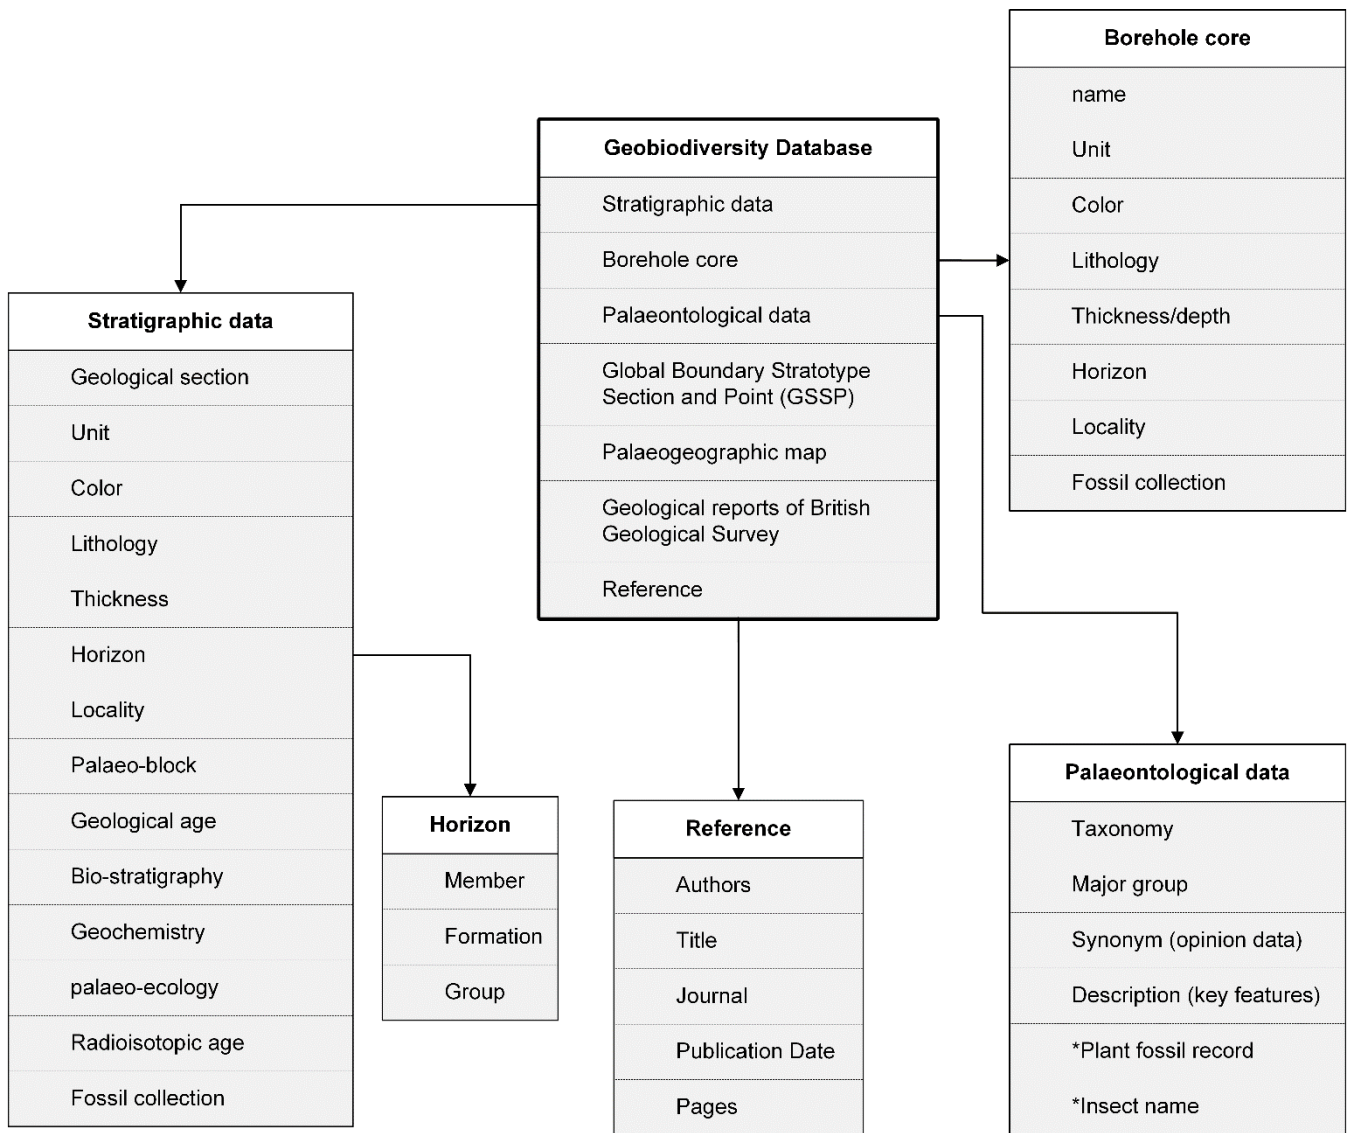 Borehole core
name
Unit
Color
Lithology
Thickness/depth
Horizon
Locality
Fossil collection
Geobiodiversity Database
Stratigraphic data
Borehole core
Palaeontological data
Global Boundary Stratotype
Section and Point (GSSP)
Palaeogeographic map
Geological reports of British
Geological Survey
Reference
Stratigraphic data
Geological section
Unit
Color
Lithology
Thickness
Horizon
Locality
Palaeo-block
Geological age
Bio-stratigraphy
Geochemistry
palaeo-ecology
Radioisotopic age
Fossil collection
Horizon
Member
Formation
Group
Reference
Authors
Title
Journal
Publication Date
Pages
Palaeontological data
Taxonomy
Major group
Synonym (opinion data)
Description (key features)
*Plant fossil record
*Insect name